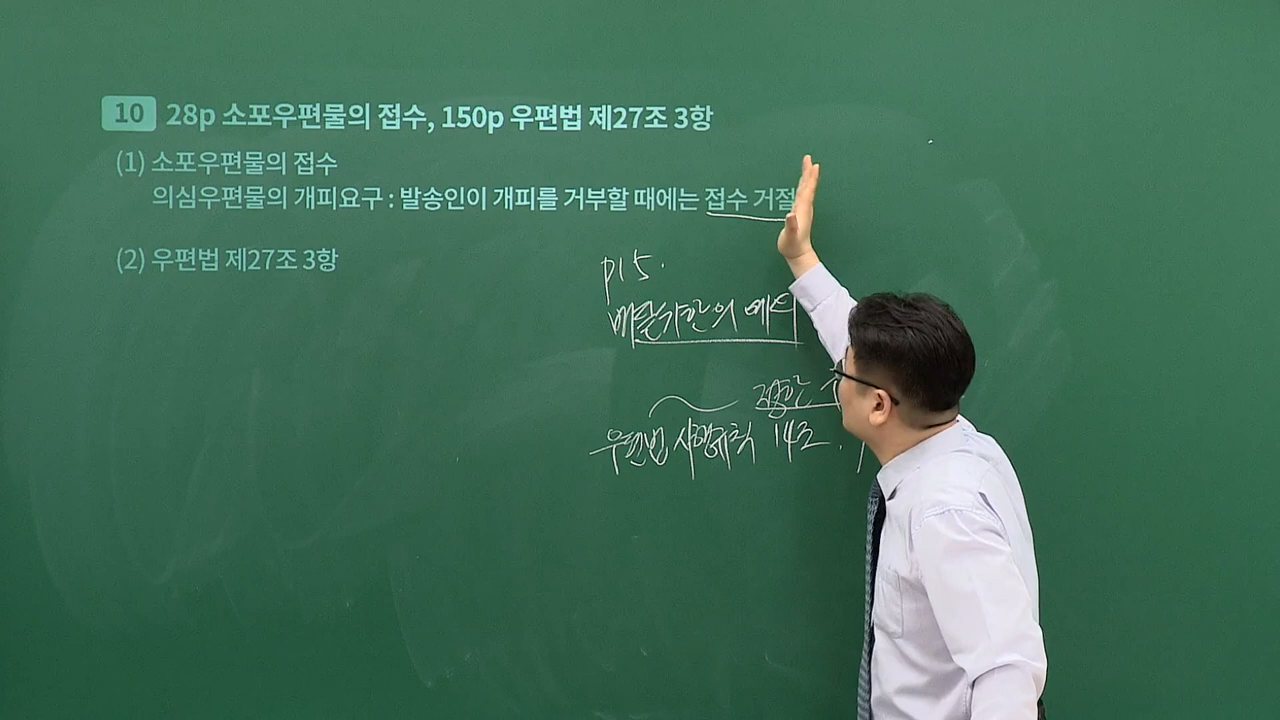 10 28p 소포우편물의 접수, 150p 우편법 제27조 3항
(1) 소포우편물의 접수
의심우편물의 개피요구 : 발송인이 개피를 거부할 때에는 접수 거절
(2) 우편법 제27조 3항
p15.
배달기한의 예외
우편법 시행규칙 14조.